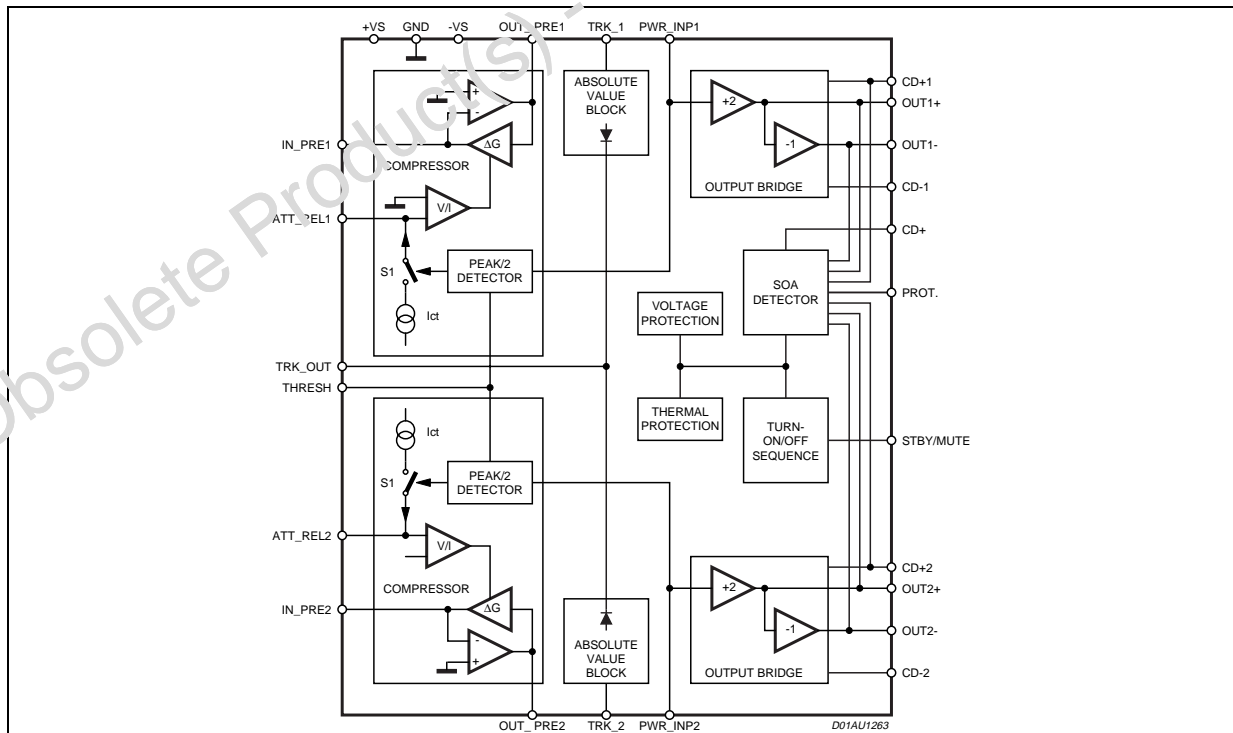 +VS GND -VS OUT_PRE1 TRK_1 PWR_INP1
Obsolete Product(s) -
ABSOLUTE
VALUE
BLOCK
+2
-1
OUTPUT BRIDGE
CD+1
OUT1+
OUT1-
CD-1
+
-
ΔG
IN_PRE1
COMPRESSOR
V/I
ATT_REL1
S1
PEAK/2
DETECTOR
Ict
CD+
SOA
DETECTOR
PROT.
VOLTAGE
PROTECTION
TRK_OUT
THRESH
THERMAL
PROTECTION
TURN-
ON/OFF
SEQUENCE
STBY/MUTE
Ict
S1
PEAK/2
DETECTOR
ATT_REL2
V/I
COMPRESSOR
IN_PRE2
ΔG
-
+
ABSOLUTE
VALUE
BLOCK
+2
-1
OUTPUT BRIDGE
CD+2
OUT2+
OUT2-
CD-2
OUT_ PRE2 TRK_2 PWR_INP2
D01AU1263